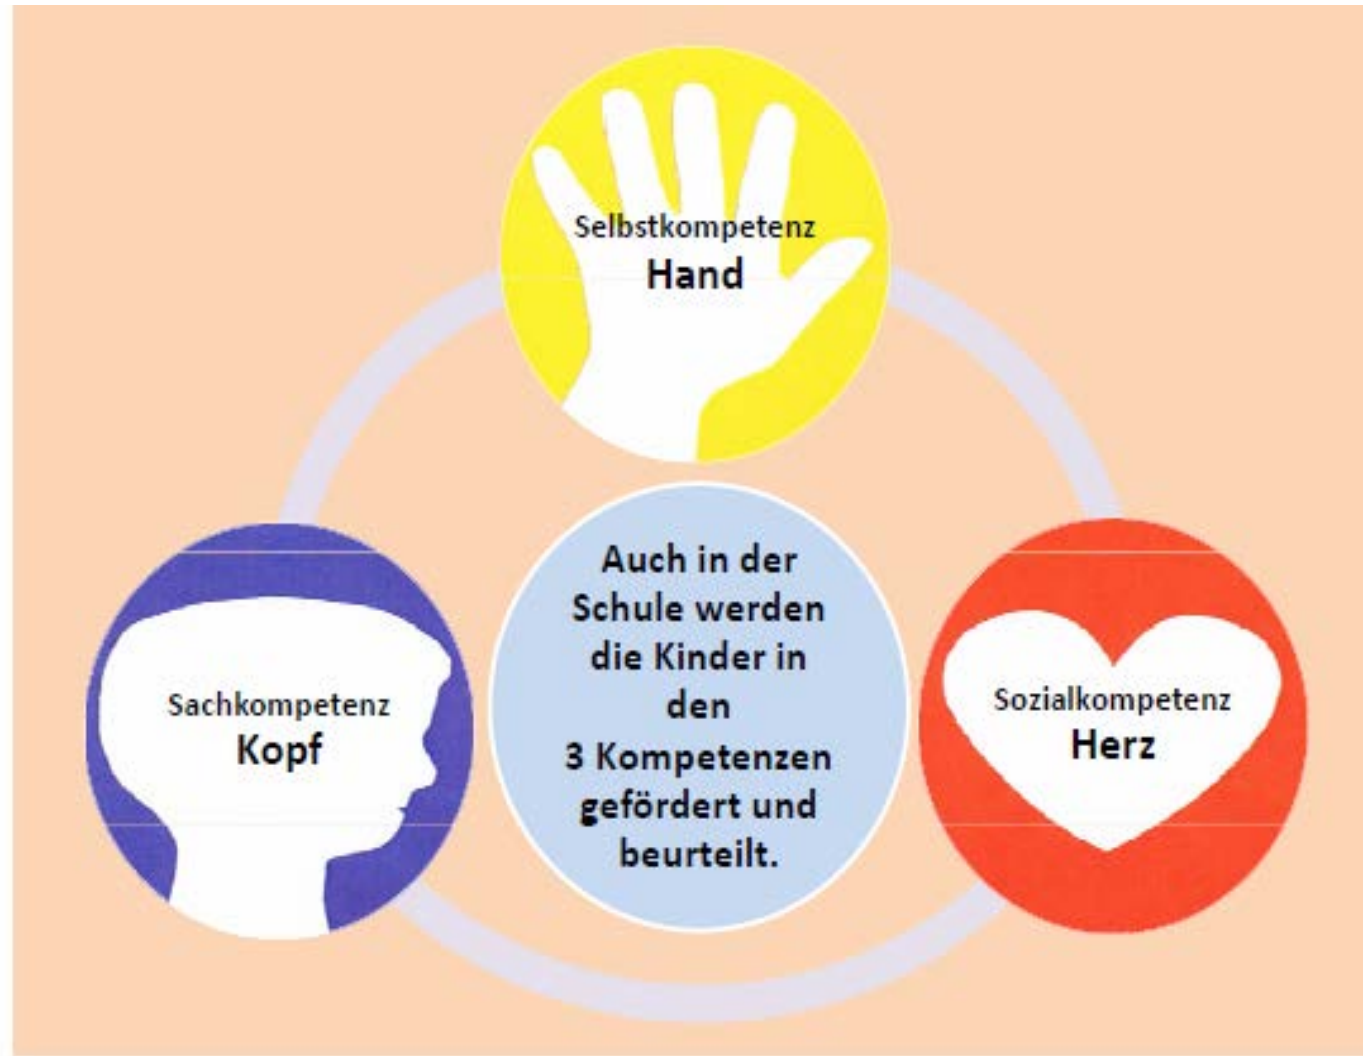 Selbstkompetenz
Hand
Sachkompetenz
Kopf
Auch in der
Schule werden
die Kinder in
den
3 Kompetenzen
gefördert und
beurteilt.
Sozialkompetenz
Herz